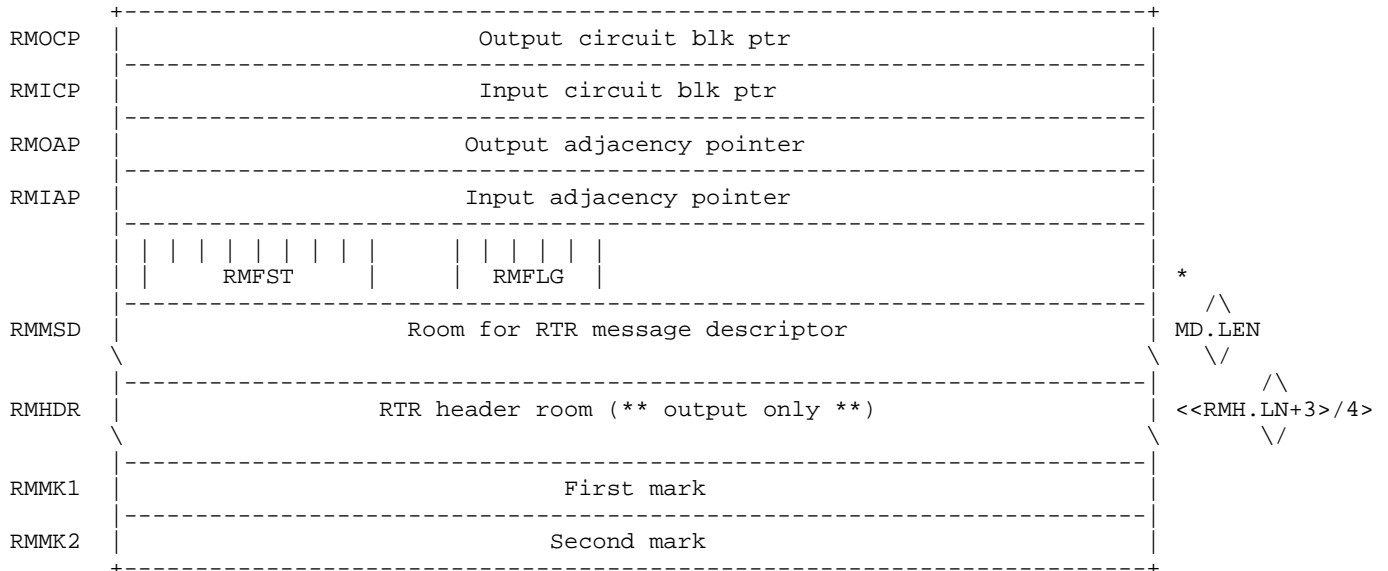 RMOCP Output circuit blk ptr
RMICP Input circuit blk ptr
RMOAP Output adjacency pointer
RMIAP Input adjacency pointer
RMFST RMFLG *
RMMSD Room for RTR message descriptor MD.LEN
RMHDR RTR header room (** output only **) <<RMH.LN+3>/4>
RMMK1 First mark
RMMK2 Second mark